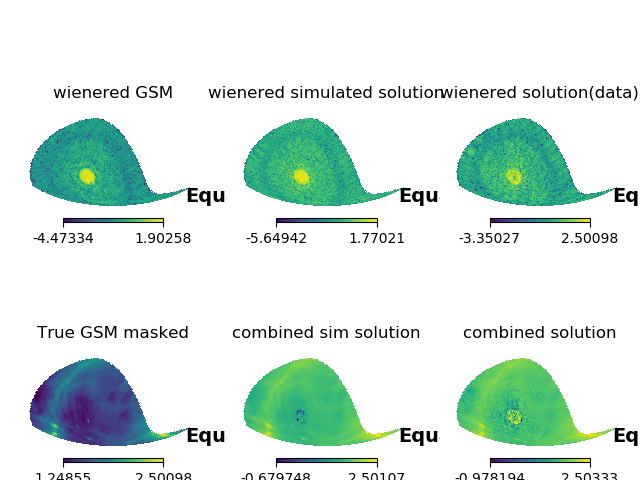 wienered GSM
wienered simulated solution
wienered solution(data)
Equ
Equ
Eq
-4.47334 1.90258
-5.64942 1.77021
-3.35027 2.50098
True GSM masked
combined sim solution
combined solution
Equ
Equ
Eq
1.24855 2.50098
-0.679748 2.50107
-0.978194 2.50333